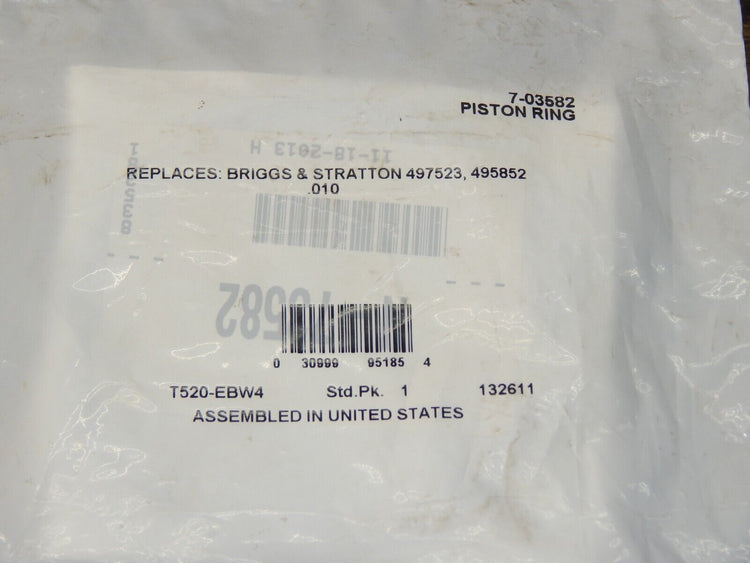 7-03582
PISTON RING
11-18-2013 H
REPLACES: BRIGGS & STRATTON 497523, 495852
.010
0 30999 95185 4
T520-EBW4 Std.Pk. 1 132611
ASSEMBLED IN UNITED STATES